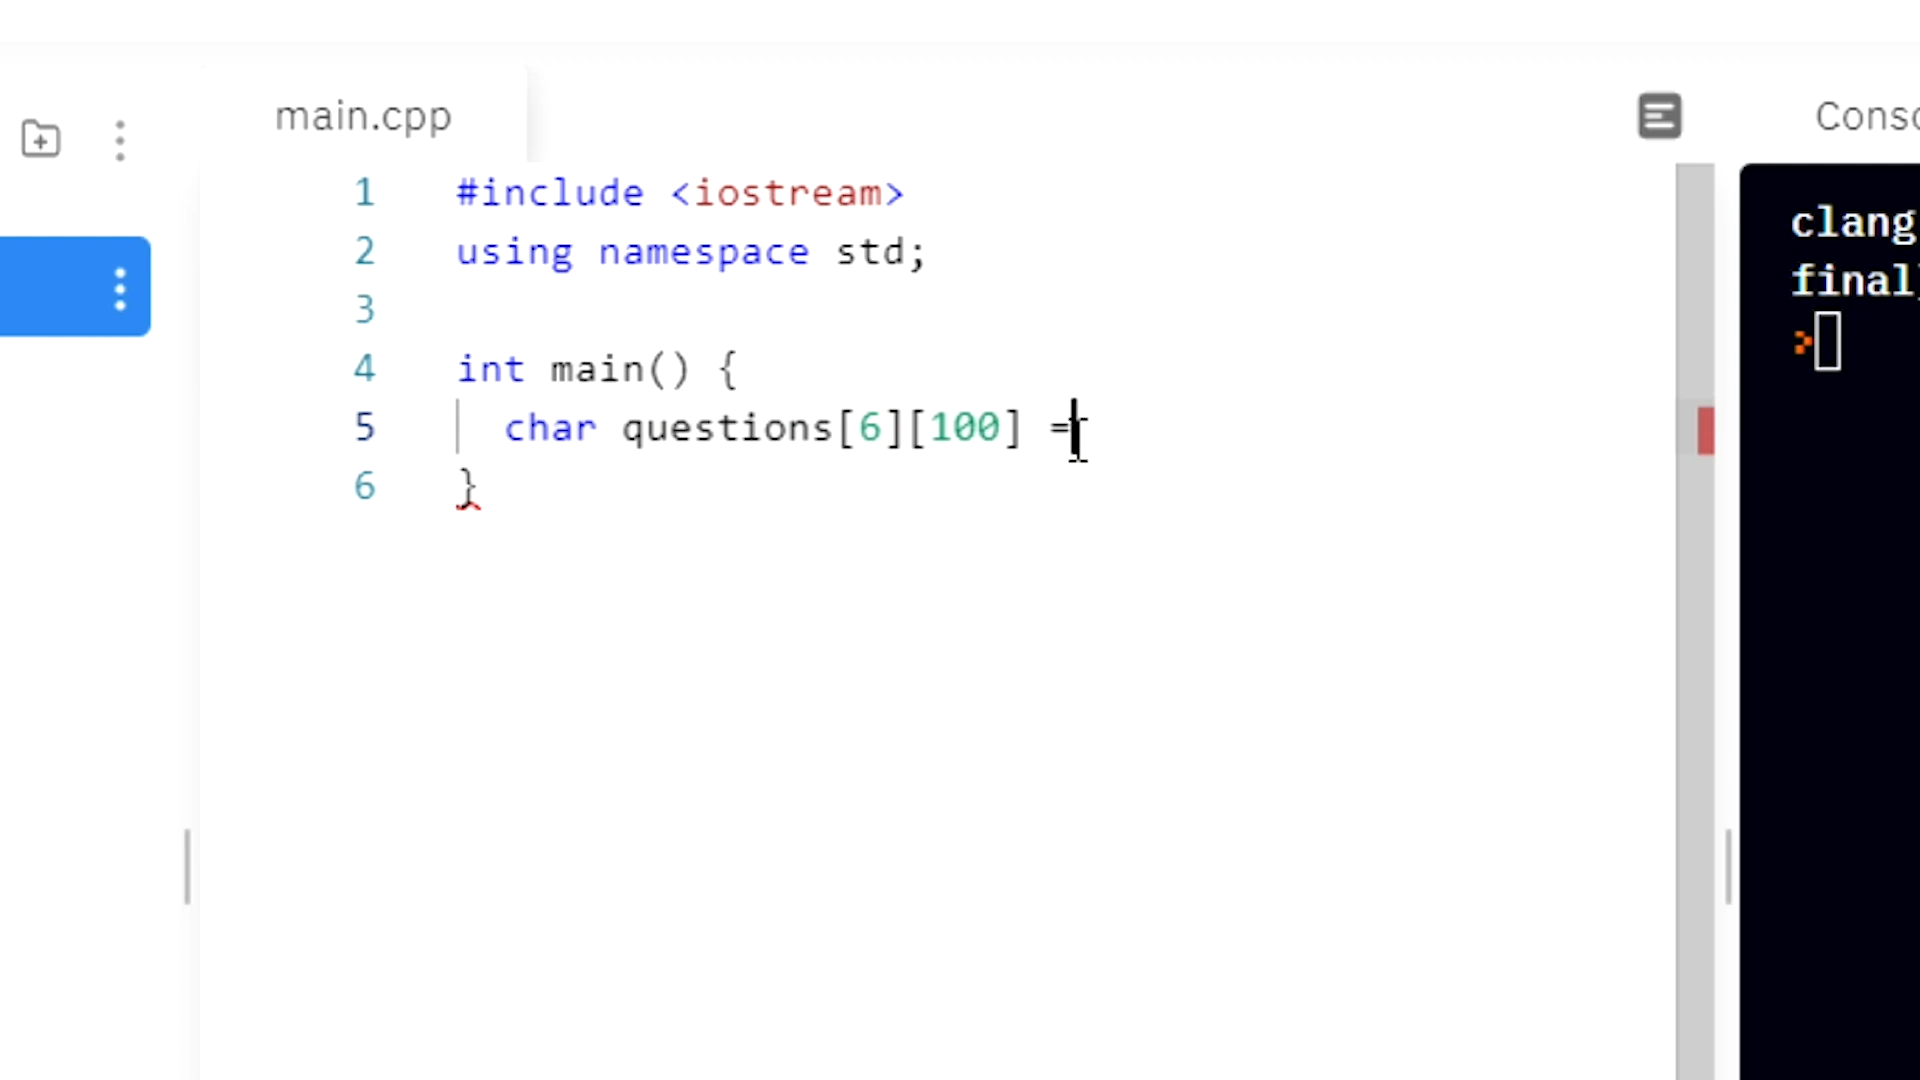 main.cpp
1 #include <iostream>
2 using namespace std;
3
4 int main() {
5 char questions[6][100] =
6 }
Conso
clang
final
>